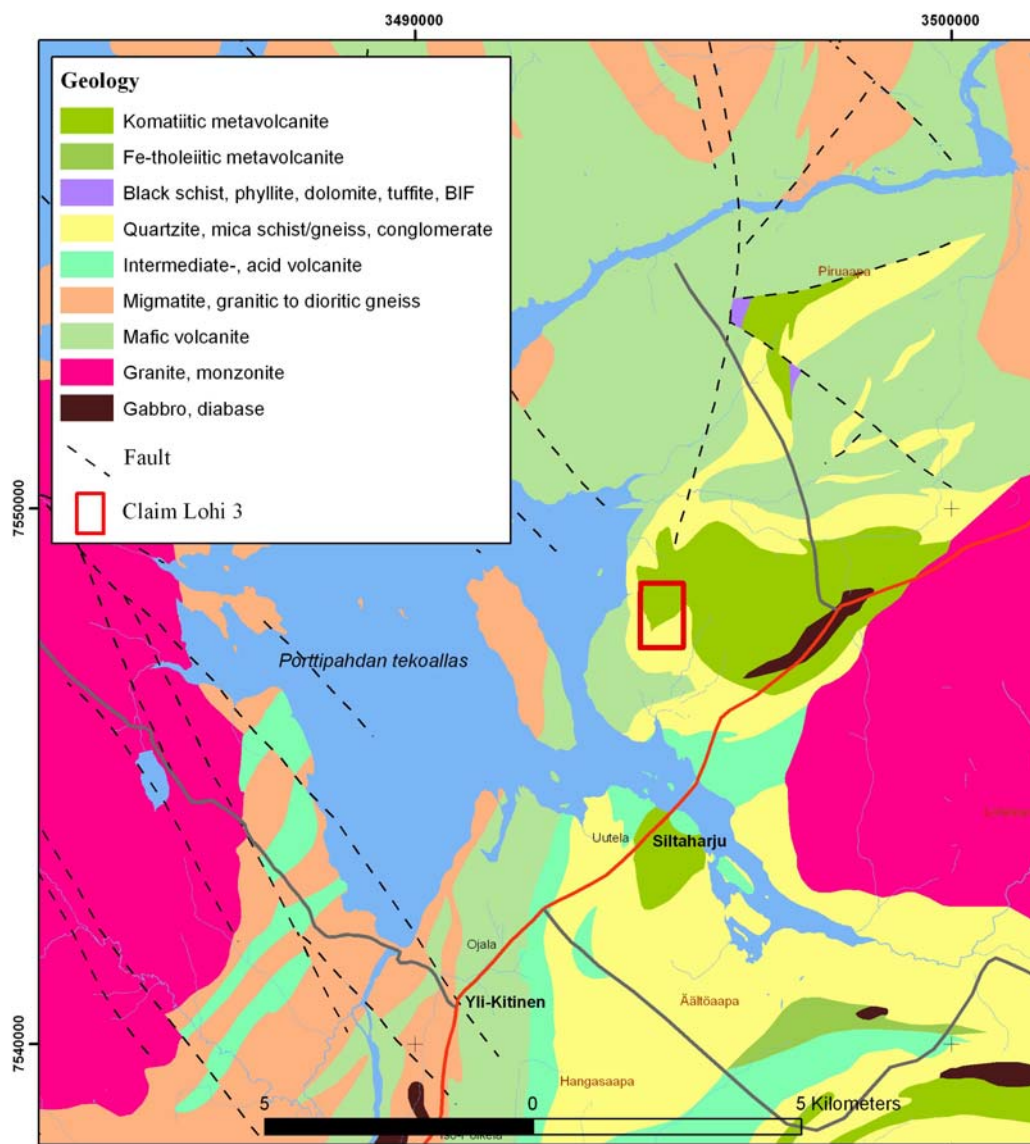 3490000
3500000
Geology
Komatiitic metavolcanite
Fe-tholeiitic metavolcanite
Black schist, phyllite, dolomite, tuffite, BIF
Quartzite, mica schist/gneiss, conglomerate
Intermediate-, acid volcanite
Migmatite, granitic to dioritic gneiss
Mafic volcanite
Granite, monzonite
Gabbro, diabase
Fault
Claim Lohi 3
Piruaapa
7550000
Porttipahdan tekoallas
Uutela
Siltaharju
Ojala
Yli-Kitinen
Äältöaapa
7540000
Hangasaapa
5 0 5 Kilometers